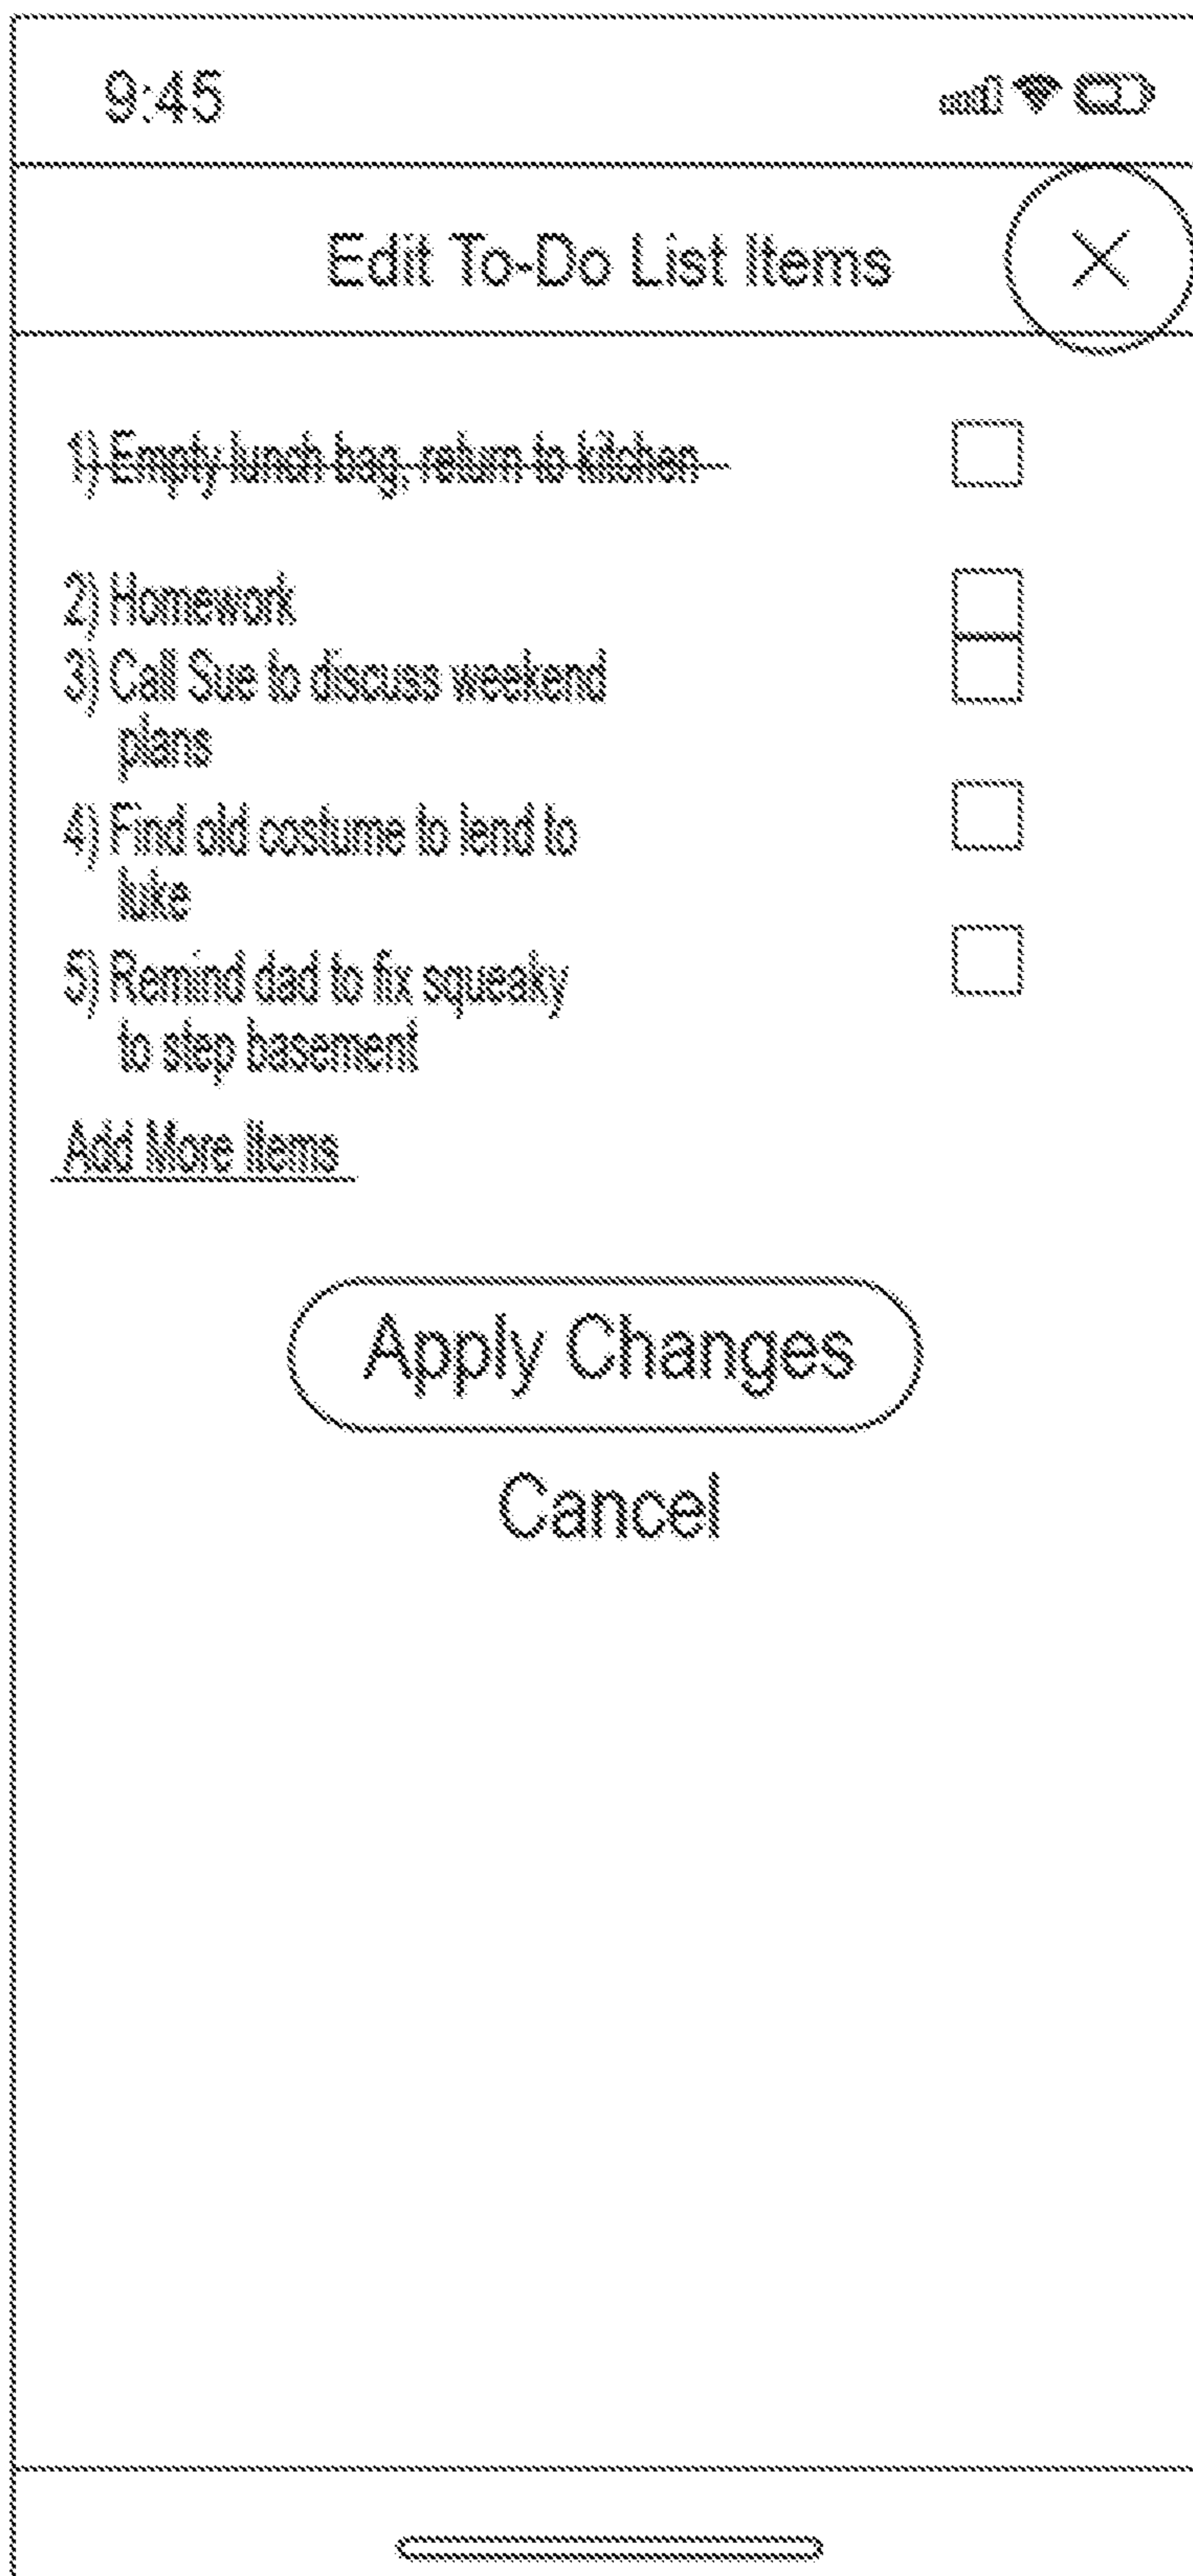 9:45
Edit To-Do List Items
1) Empty lunch bag, return to kitchen
2) Homework
3) Call Sue to discuss weekend
plans
4) Find old costume to lend to
luke
5) Remind dad to fix squeaky
to step basement
Add More Items
Apply Changes
Cancel